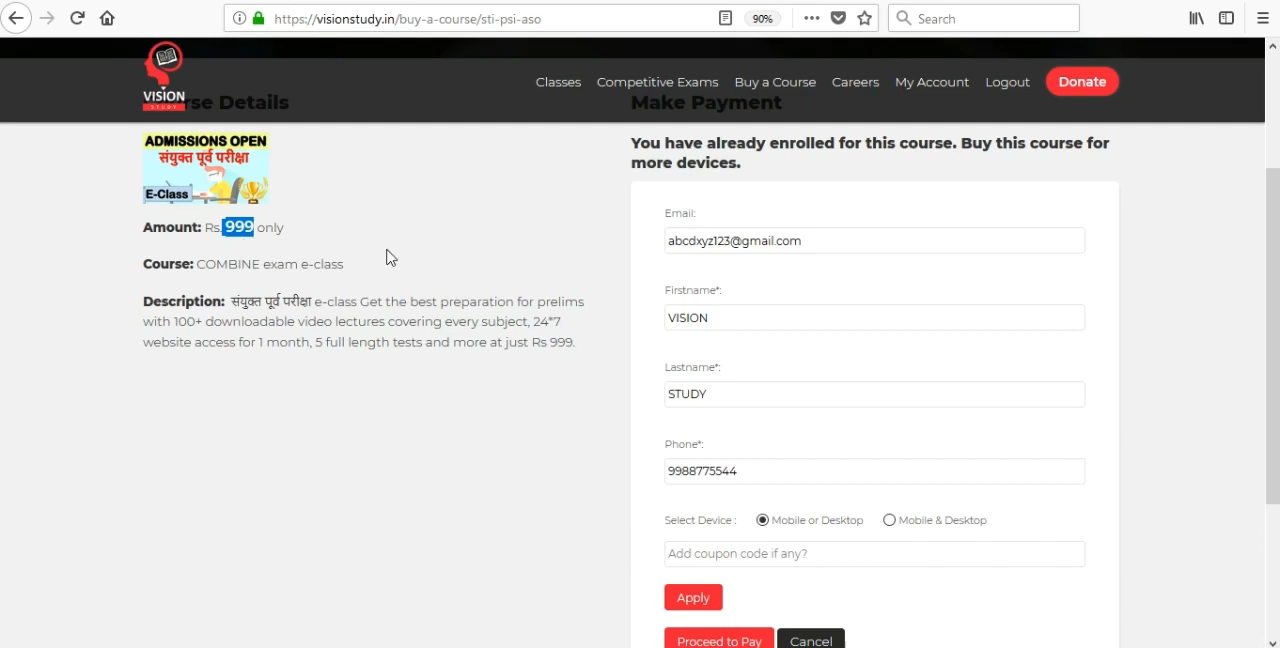 https://visionstudy.in/buy-a-course/sti-psi-aso
90%
Search
VISION
STUDY
Classes
Competitive Exams
Buy a Course
Careers
My Account
Logout
Donate
rse Details
Make Payment
ADMISSIONS OPEN
संयुक्त पूर्व परीक्षा
E-Class
Amount: Rs. 999 only
Course: COMBINE exam e-class
Description: संयुक्त पूर्व परीक्षा e-class Get the best preparation for prelims
with 100+ downloadable video lectures covering every subject, 24*7
website access for 1 month, 5 full length tests and more at just Rs 999.
You have already enrolled for this course. Buy this course for
more devices.
Email:
abcdxyz123@gmail.com
Firstname*:
VISION
Lastname*:
STUDY
Phone*:
9988775544
Select Device : Mobile or Desktop Mobile & Desktop
Add coupon code if any?
Apply
Proceed to Pay
Cancel